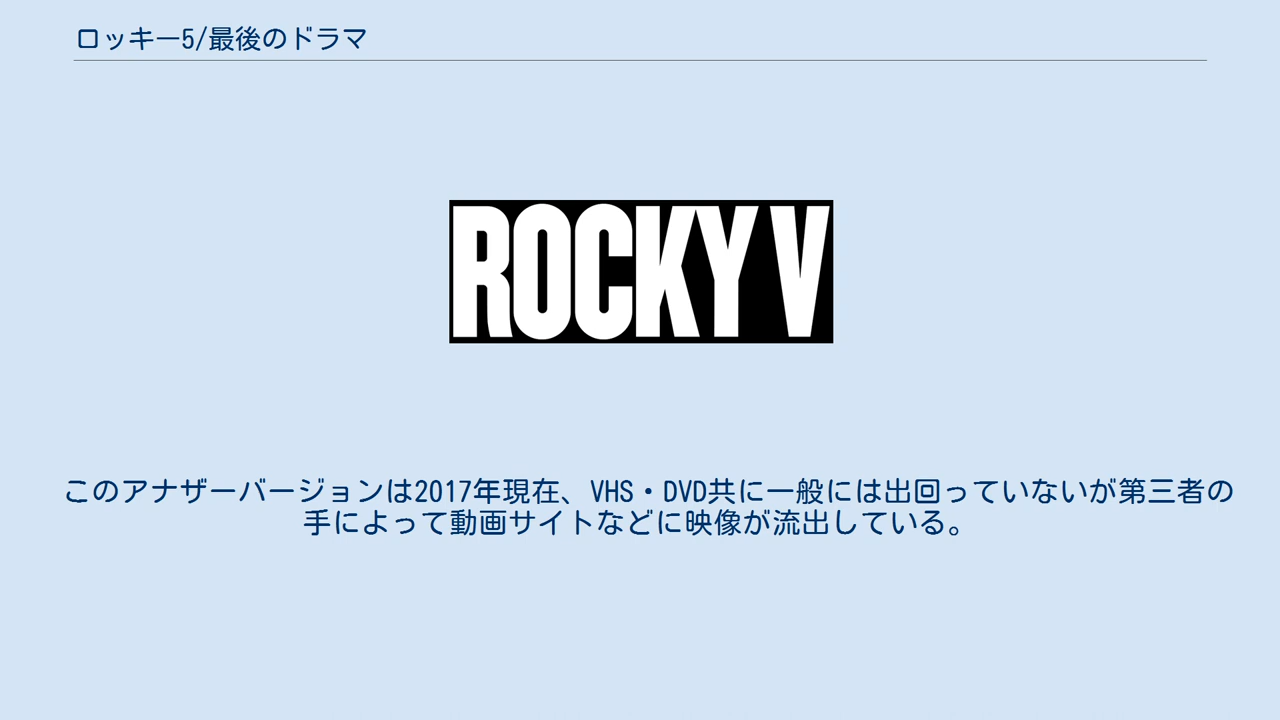 ロッキー5/最後のドラマ
ROCKY V
このアナザーバージョンは2017年現在、VHS・DVD共に一般には出回っていないが第三者の
手によって動画サイトなどに映像が流出している。